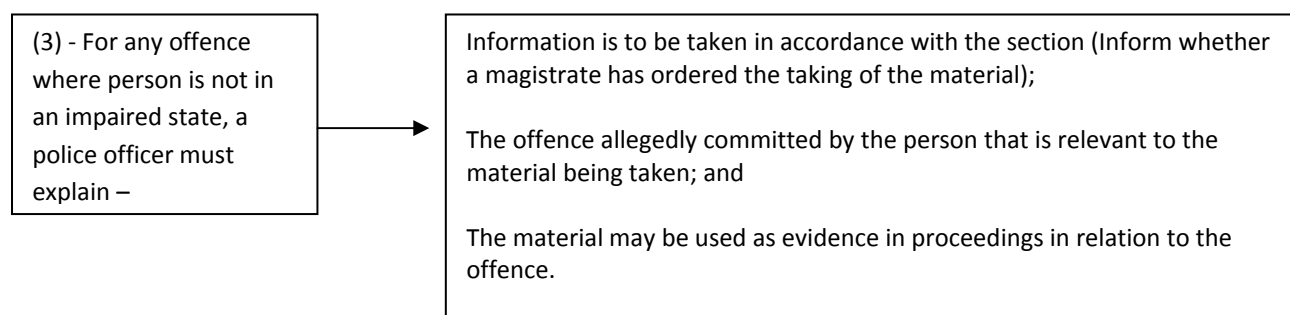 (3) - For any offence
where person is not in
an impaired state, a
police officer must
explain –
Information is to be taken in accordance with the section (Inform whether
a magistrate has ordered the taking of the material);
The offence allegedly committed by the person that is relevant to the
material being taken; and
The material may be used as evidence in proceedings in relation to the
offence.